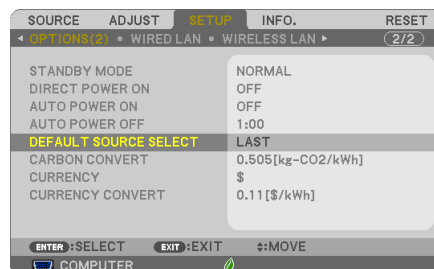 SOURCE ADJUST SETUP INFO. RESET
OPTIONS(2) • WIRED LAN • WIRELESS LAN 2/2
STANDBY MODE NORMAL
DIRECT POWER ON OFF
AUTO POWER ON OFF
AUTO POWER OFF 1:00
DEFAULT SOURCE SELECT LAST
CARBON CONVERT 0.505[kg-CO2/kWh]
CURRENCY $
CURRENCY CONVERT 0.11[$/kWh]
ENTER :SELECT EXIT :EXIT :MOVE
COMPUTER